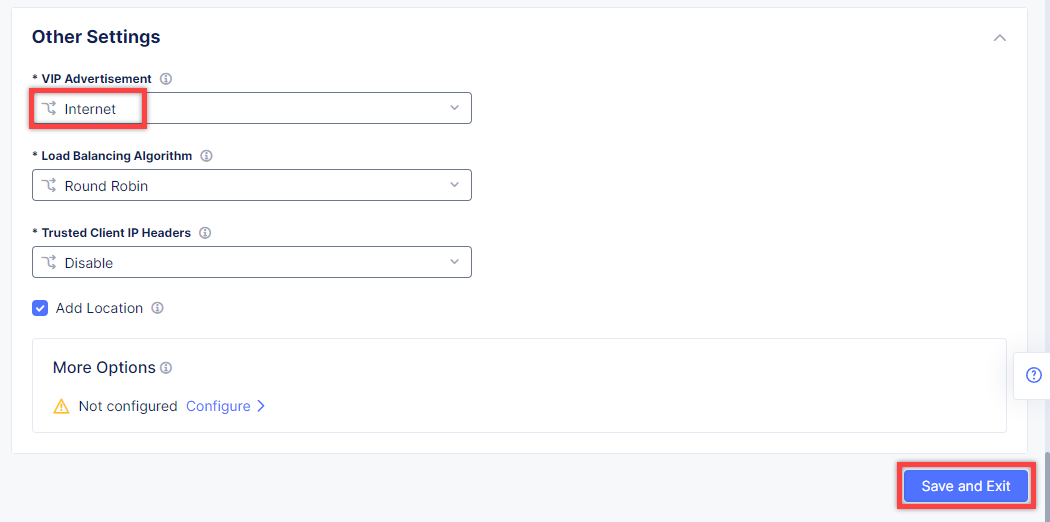 Other Settings
* VIP Advertisement
Internet
* Load Balancing Algorithm
Round Robin
* Trusted Client IP Headers
Disable
Add Location
More Options
Not configured Configure
Save and Exit